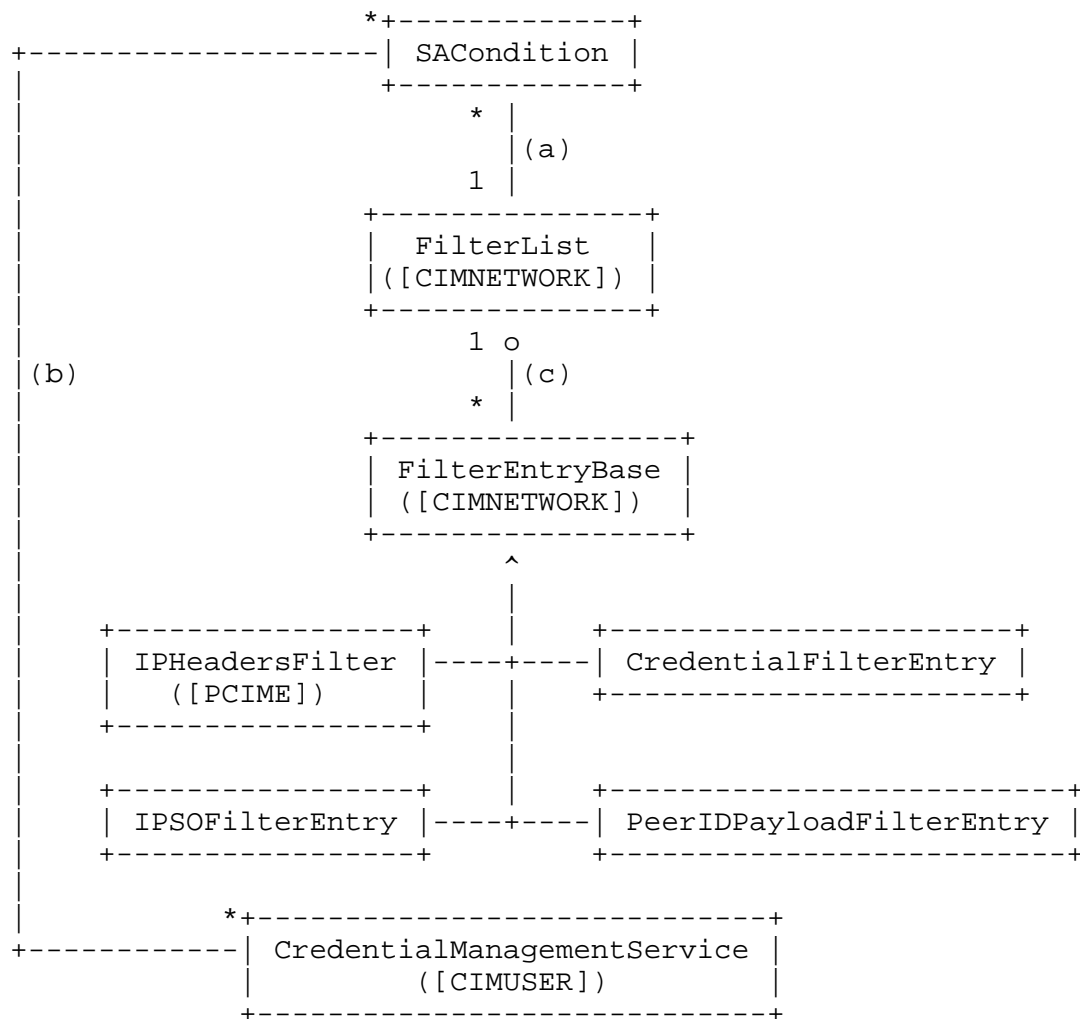 *+-------------+
+--------------------| SACondition |
+-------------+
* |
|(a)
1 |
+---------------+
| FilterList |
|([CIMNETWORK]) |
+---------------+
1 o
|(b) |(c)
* |
+-----------------+
| FilterEntryBase |
| ([CIMNETWORK]) |
+-----------------+
^
|
+-----------------+ | +-----------------------+
| IPHeadersFilter |----+----| CredentialFilterEntry |
| ([PCIME]) | | +-----------------------+
+-----------------+ |
|
+-----------------+ | +--------------------------+
| IPSOFilterEntry |----+----| PeerIDPayloadFilterEntry |
+-----------------+ +--------------------------+
*+-----------------------------+
+------------| CredentialManagementService |
| ([CIMUSER]) |
+-----------------------------+